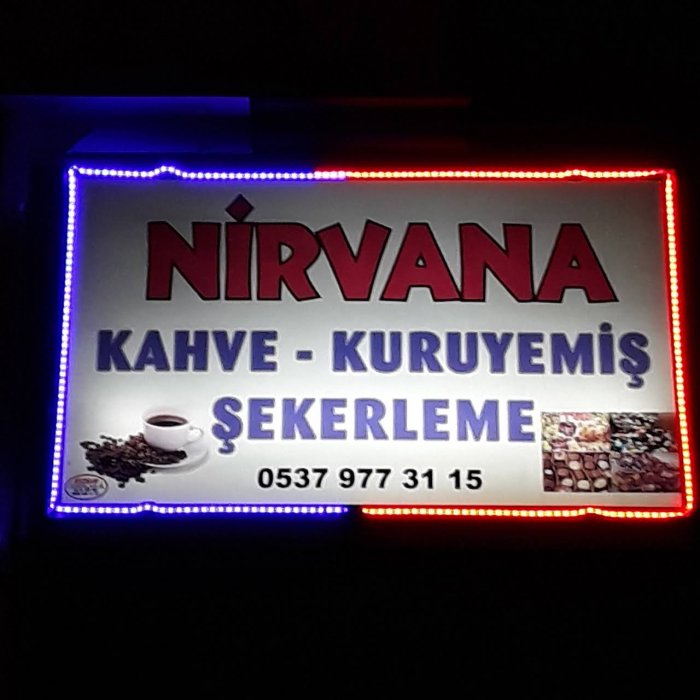 NİRVANA
KAHVE - KURUYEMİŞ
ŞEKERLEME
0537 977 31 15